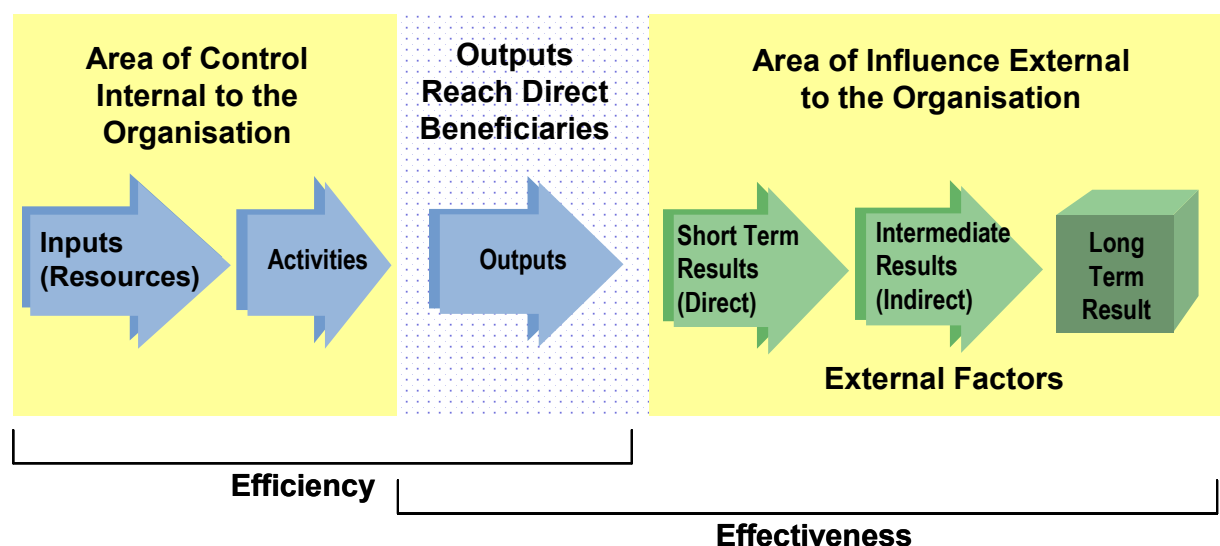 Area of Control
Internal to the
Organisation
Outputs
Reach Direct
Beneficiaries
Area of Influence External
to the Organisation
Inputs
(Resources)
Activities
Outputs
Short Term
Results
(Direct)
Intermediate
Results
(Indirect)
Long
Term
Result
External Factors
Efficiency
Effectiveness